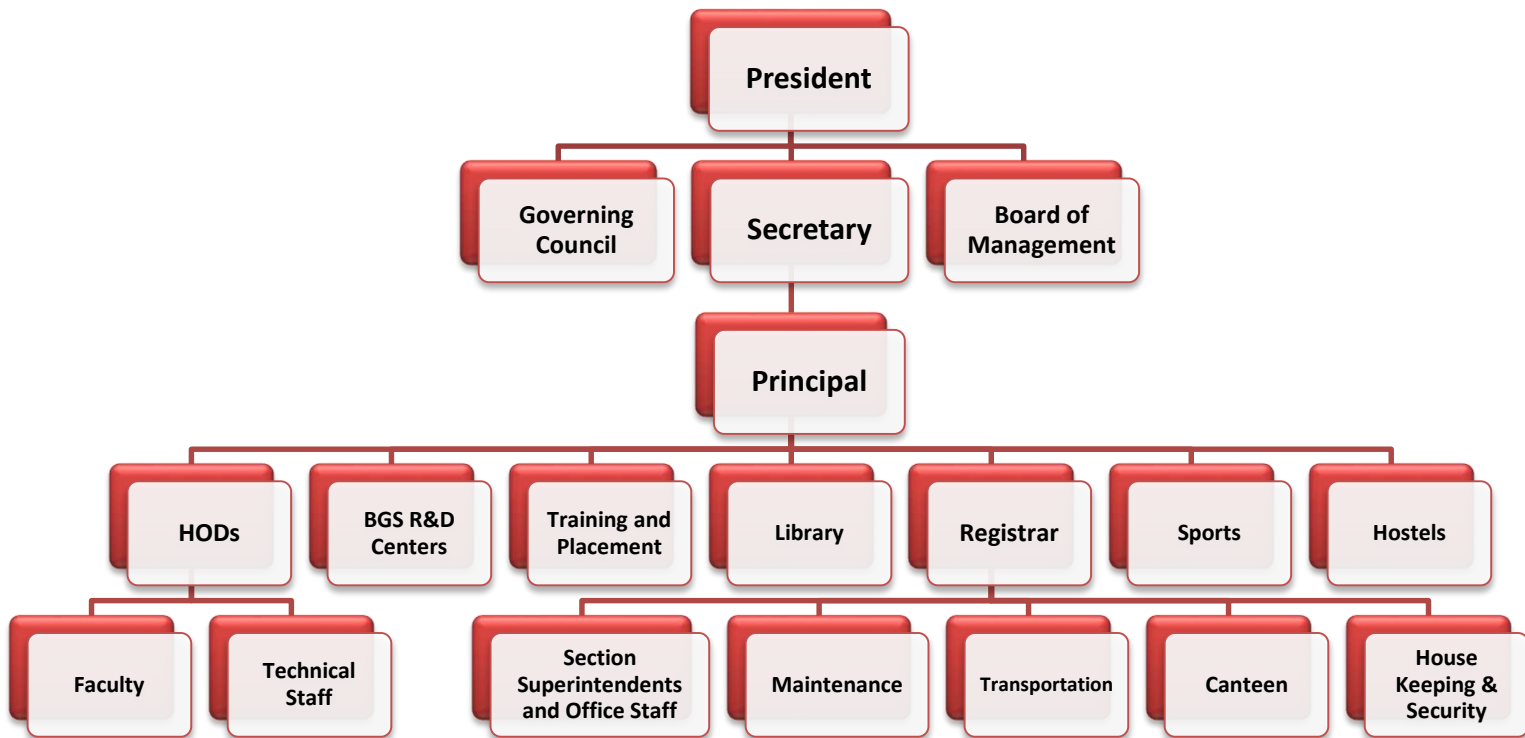 President
Governing
Council
Secretary
Board of
Management
Principal
HODs
BGS R&D
Centers
Training and
Placement
Library
Registrar
Sports
Hostels
Faculty
Technical
Staff
Section
Superintendents
and Office Staff
Maintenance
Transportation
Canteen
House
Keeping &
Security